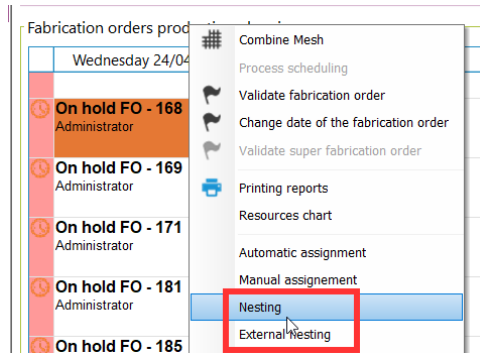 Fabrication orders prod
Wednesday 24/04
On hold FO - 168
Administrator
On hold FO - 169
Administrator
On hold FO - 171
Administrator
On hold FO - 181
Administrator
On hold FO - 185
Combine Mesh
Process scheduling
Validate fabrication order
Change date of the fabrication order
Validate super fabrication order
Printing reports
Resources chart
Automatic assignment
Manual assignement
Nesting
External Nesting